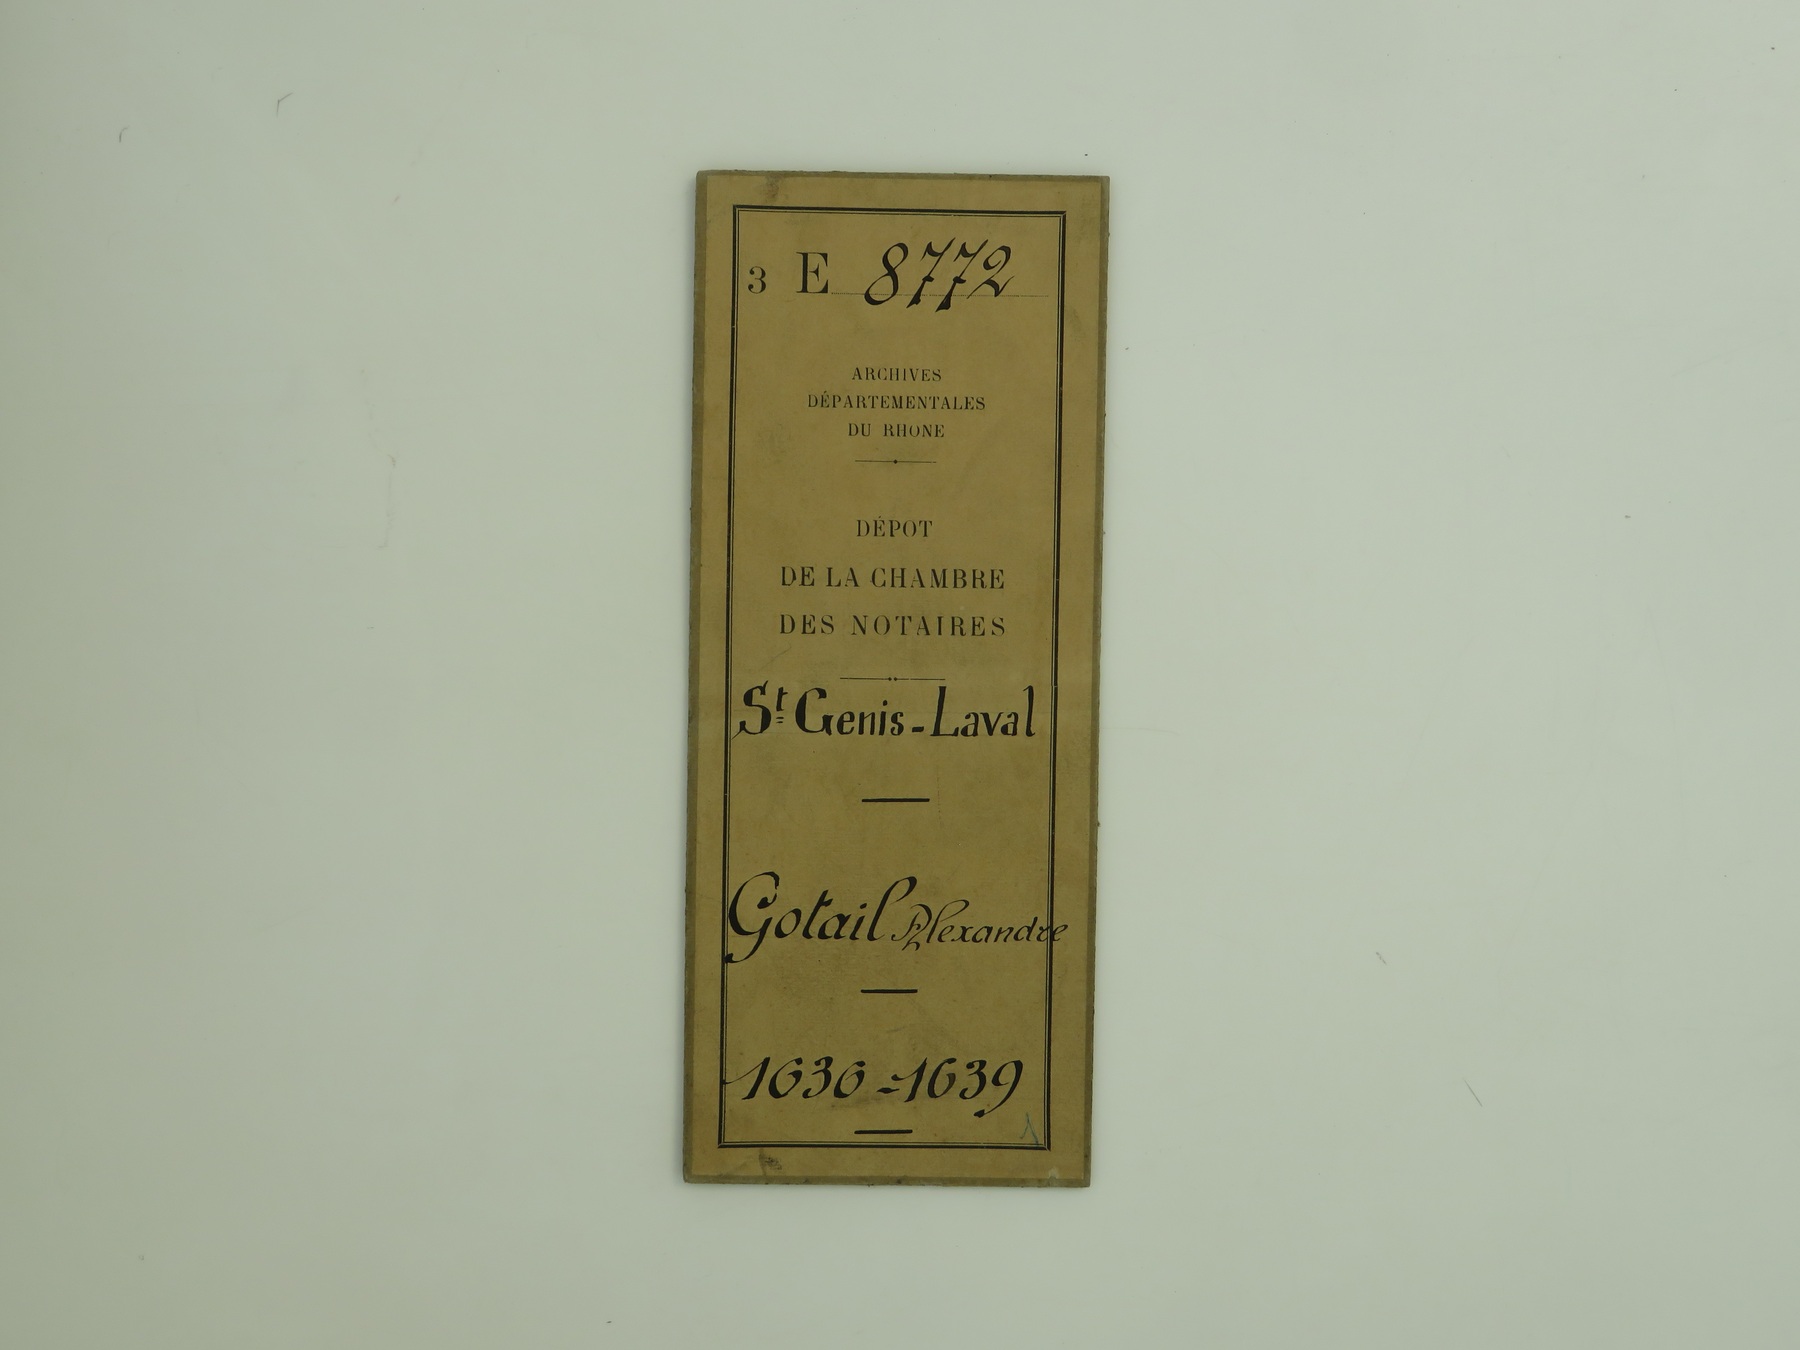 3 E 8772
ARCHIVES
DÉPARTEMENTALES
DU RHONE
DÉPOT
DE LA CHAMBRE
DES NOTAIRES
St Genis-Laval
Gotail Alexandre
1636=1639
1